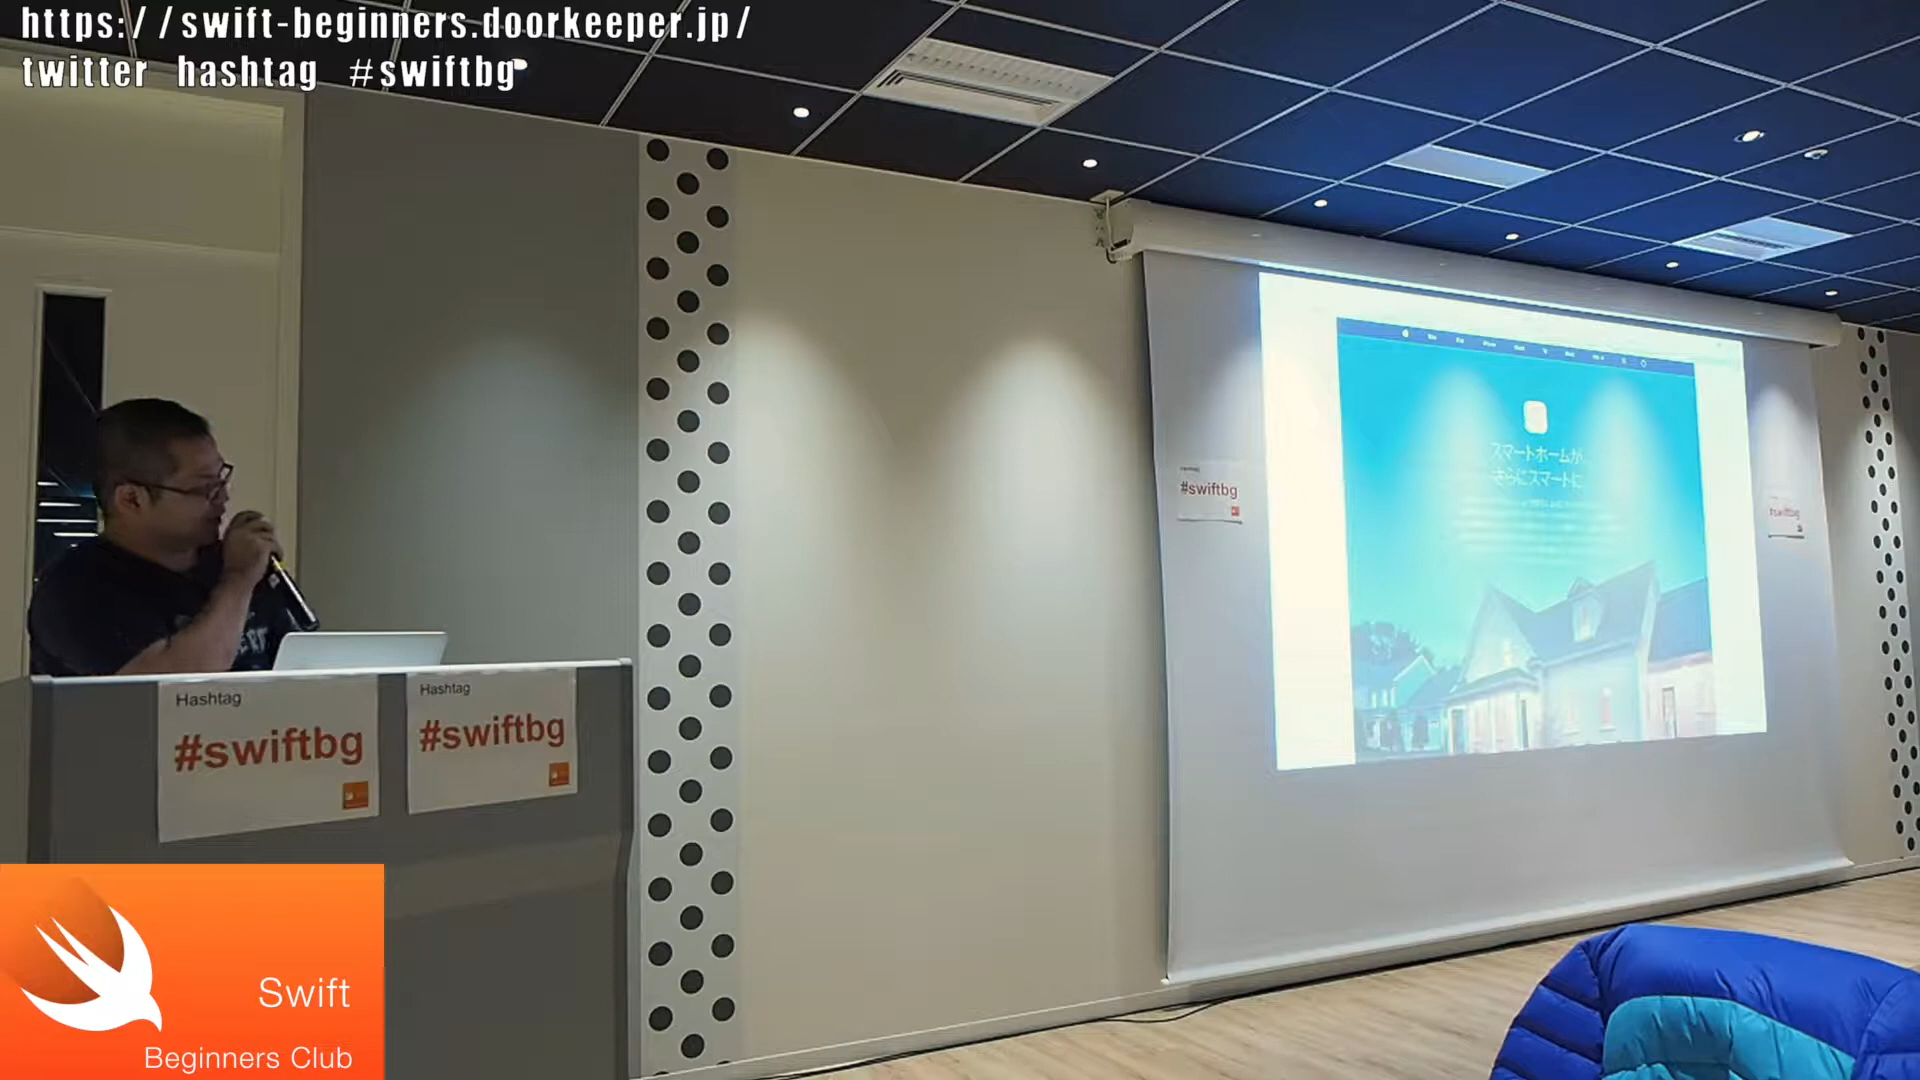 https://swift-beginners.doorkeeper.jp/
twitter hashtag #swiftbg
スマートホームが、
さらにスマートに
#swiftbg
#swiftbg
Hashtag
#swiftbg
Hashtag
#swiftbg
Swift
Beginners Club